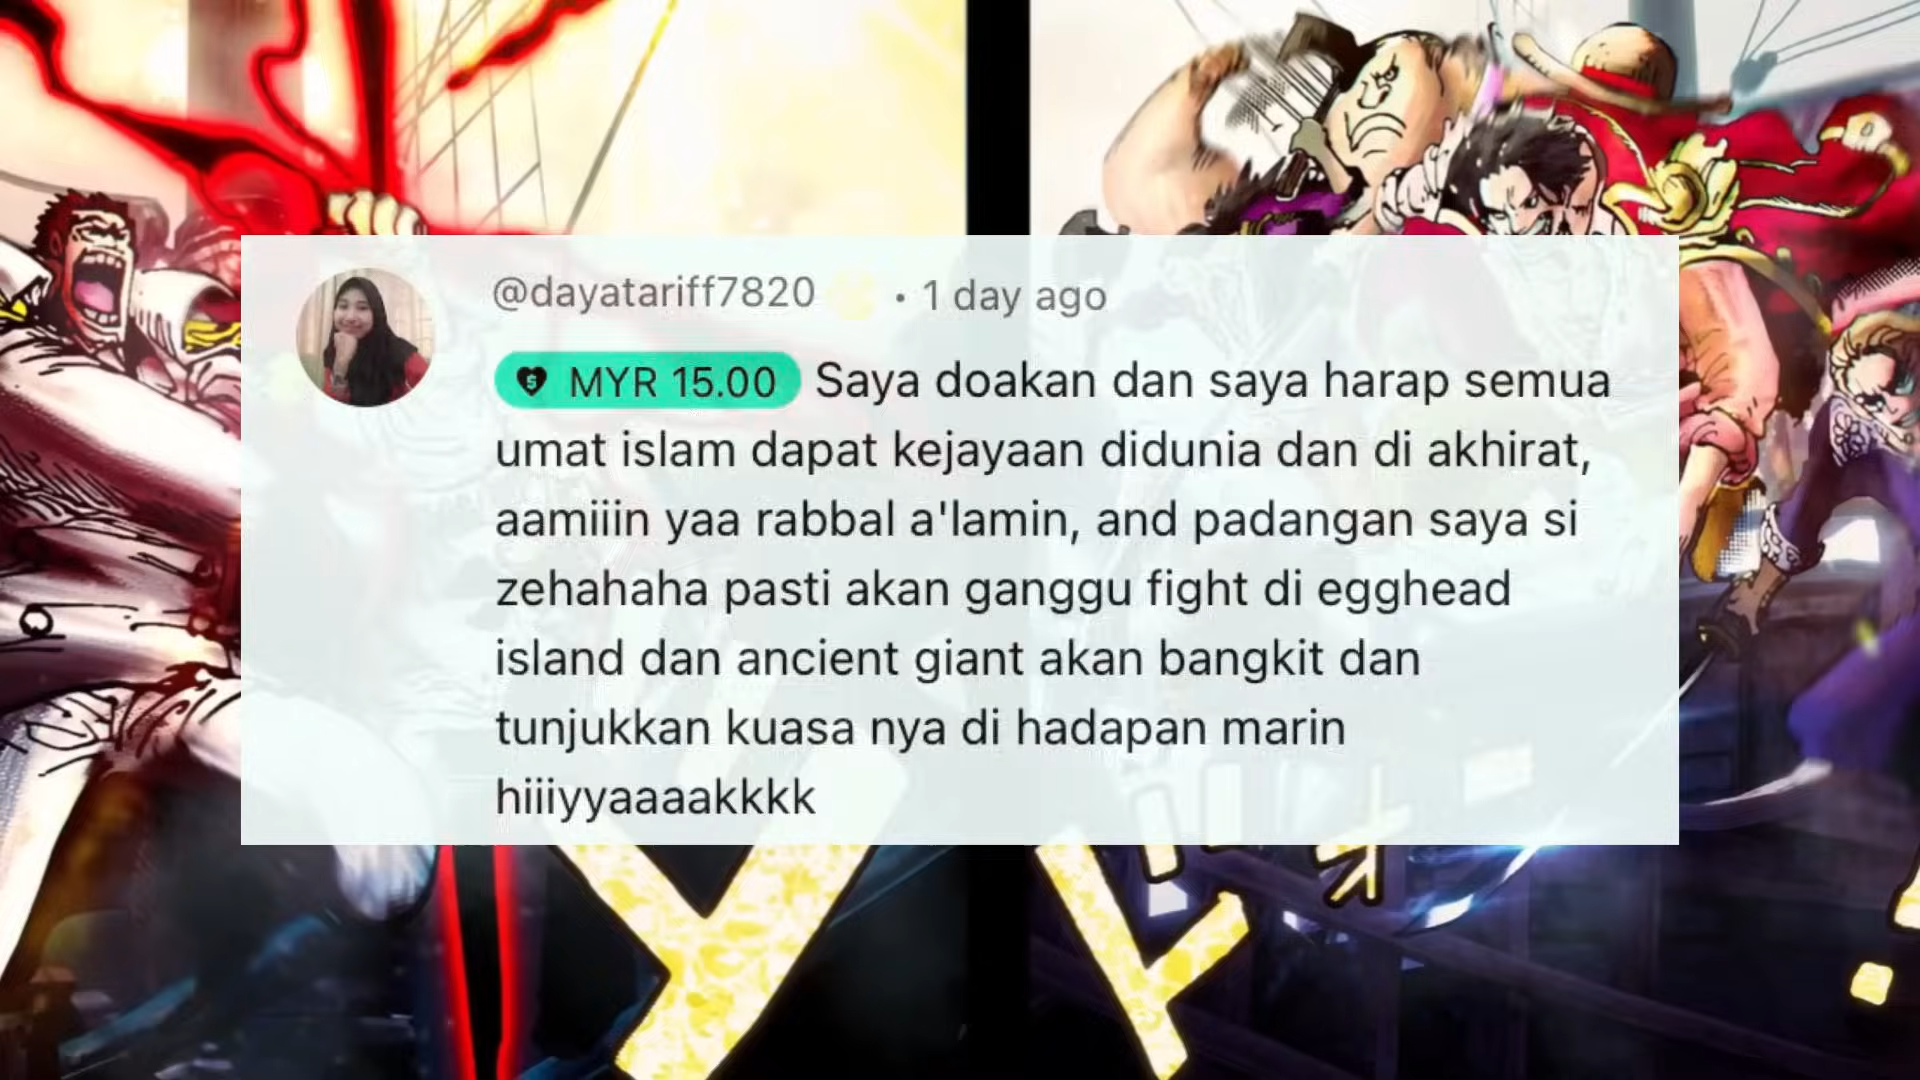 @dayatariff7820 • 1 day ago
MYR 15.00 Saya doakan dan saya harap semua
umat islam dapat kejayaan didunia dan di akhirat,
aamiiin yaa rabbal a'lamin, and padangan saya si
zehahaha pasti akan ganggu fight di egghead
island dan ancient giant akan bangkit dan
tunjukkan kuasa nya di hadapan marin
hiiiyyaaaakkkk